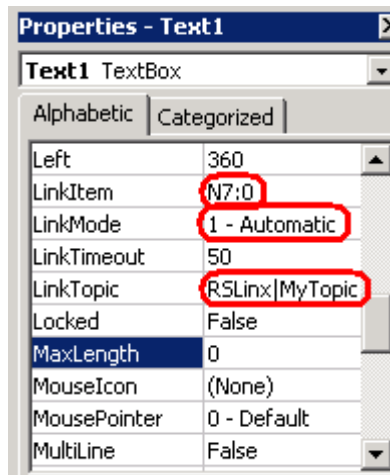 Properties - Text1
Text1 TextBox
Alphabetic Categorized
Left 360
LinkItem N7:0
LinkMode 1 - Automatic
LinkTimeout 50
LinkTopic RSLinx|MyTopic
Locked False
MaxLength 0
MouseIcon (None)
MousePointer 0 - Default
MultiLine False